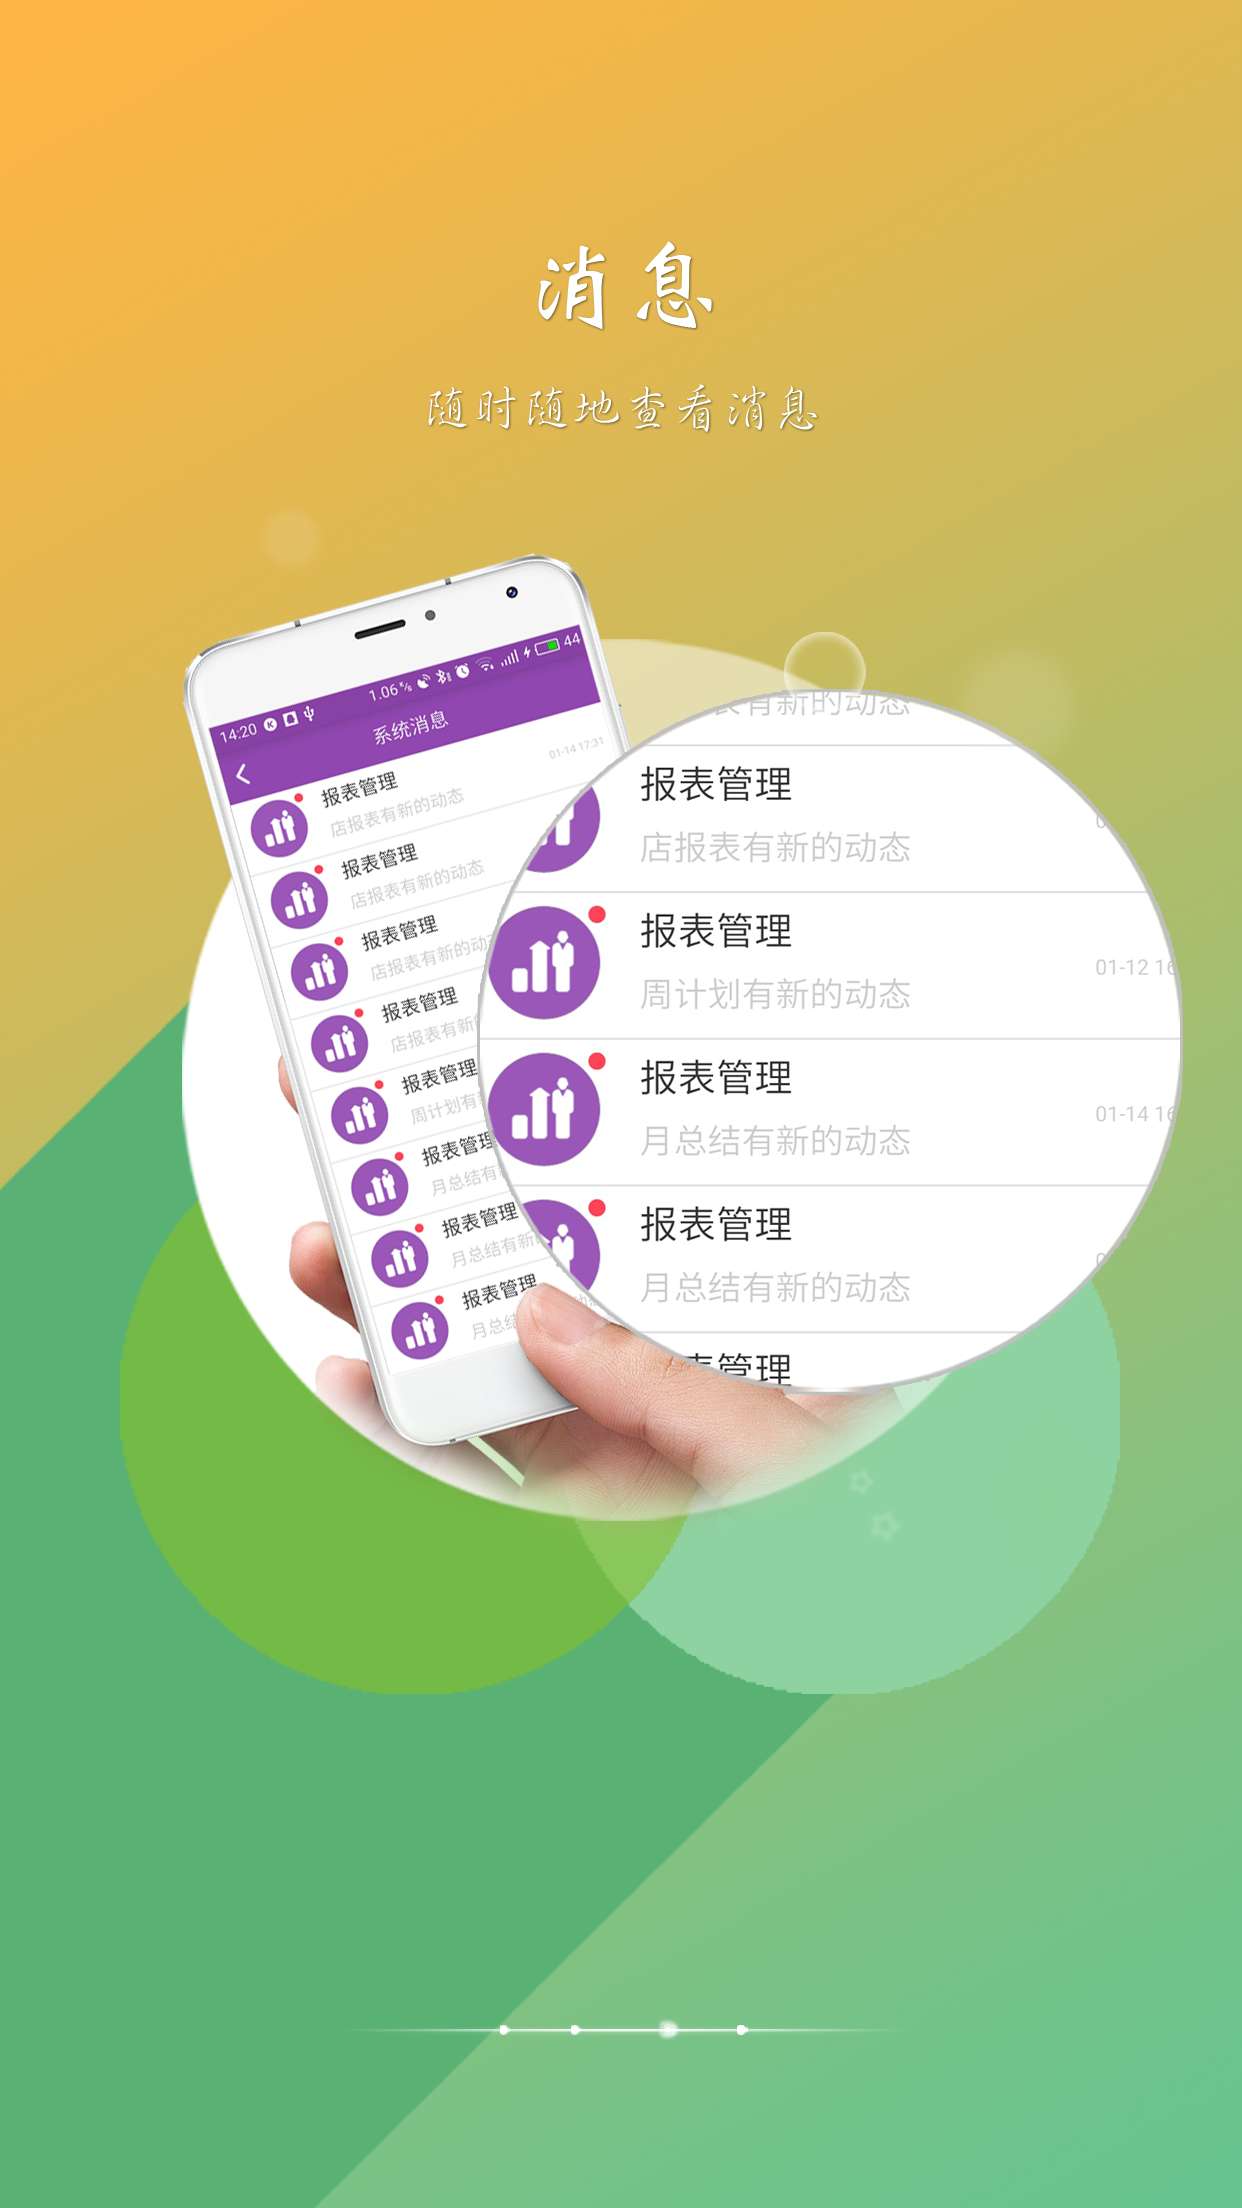 消息
随时随地查看消息
14:20 1.06 K/s 44
系统消息
报表管理
01-14 17:31
店报表有新的动态
报表管理
店报表有新的动态
报表管理
店报表有新的动态
报表管理
店报表有新的
报表管理
周计划有新
报表管理
月总结有
报表管理
月总结有新的
报表管理
月总结
表有新的动态
报表管理
店报表有新的动态
报表管理
01-12 16
周计划有新的动态
报表管理
01-14 16
月总结有新的动态
报表管理
月总结有新的动态
表管理